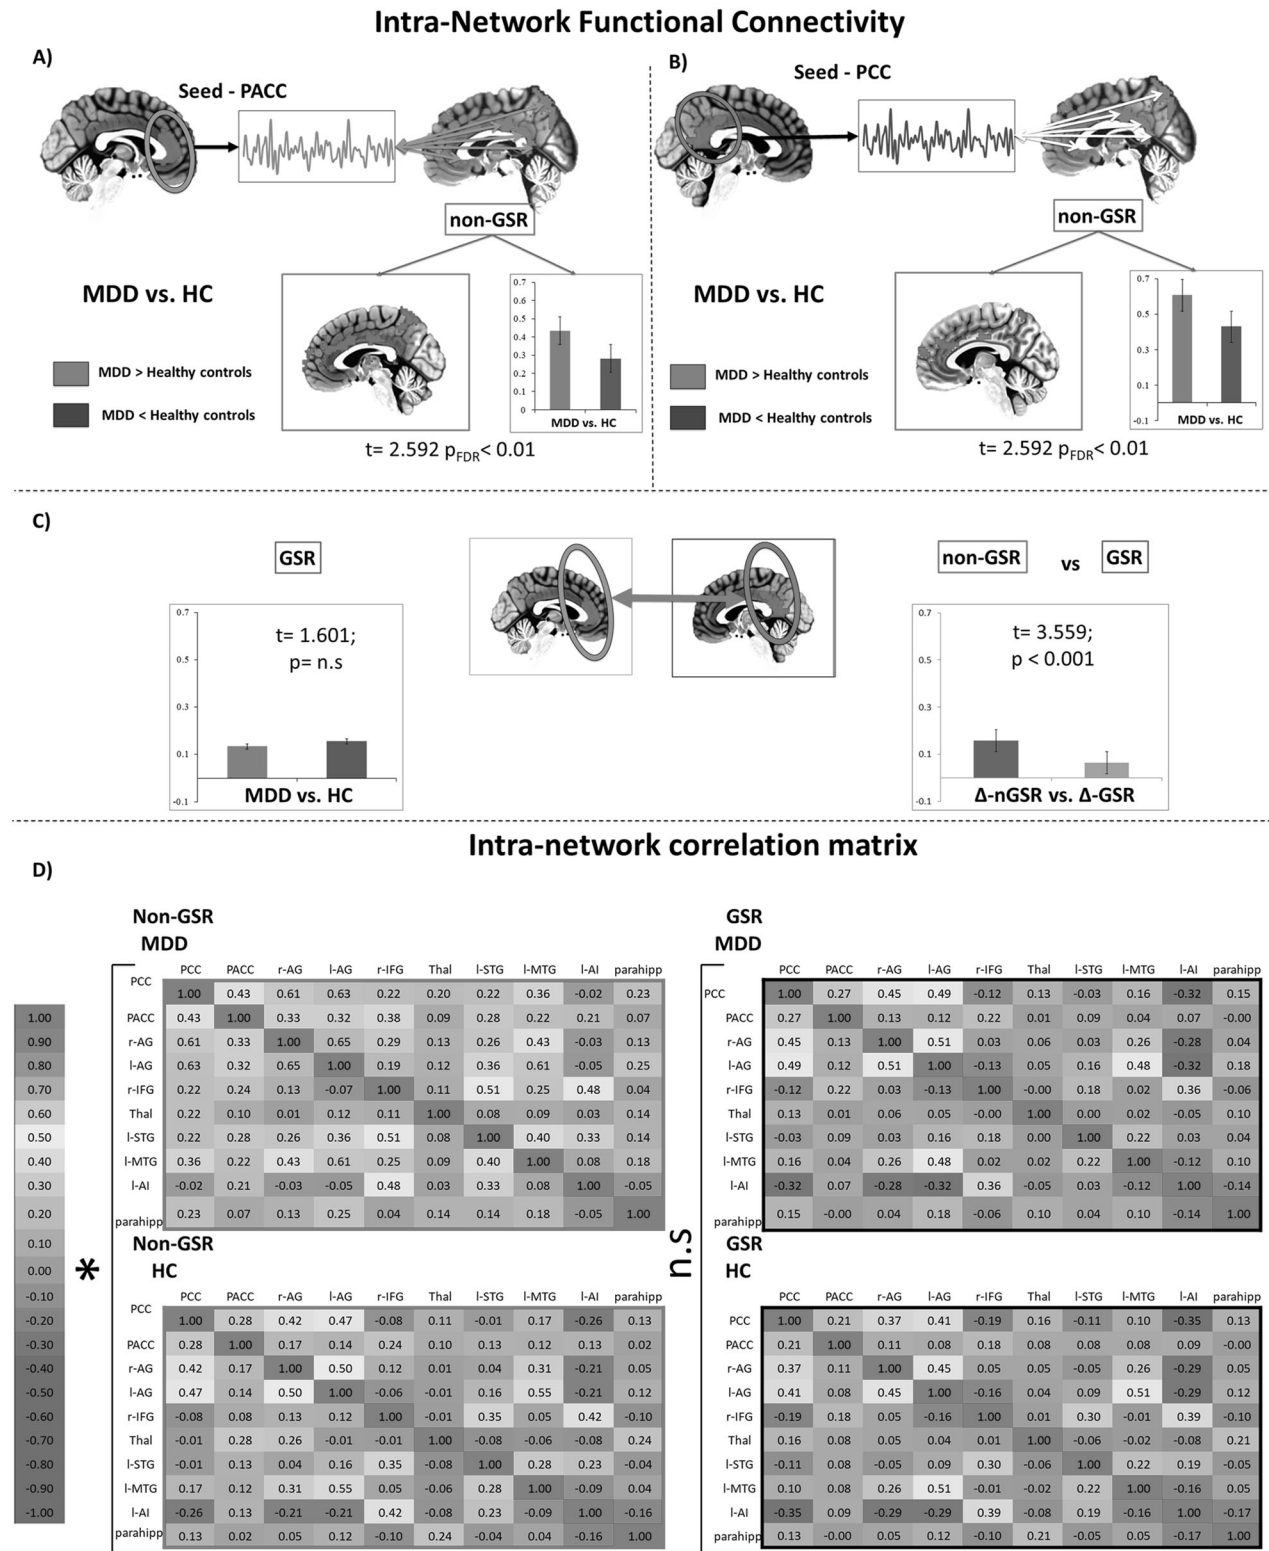 Intra-Network Functional Connectivity
A)
Seed - PACC
non-GSR
MDD vs. HC
MDD > Healthy controls
MDD < Healthy controls
0.7
0.6
0.5
0.4
0.3
0.2
0.1
0
MDD vs. HC
t= 2.592 pFDR< 0.01
B)
Seed - PCC
non-GSR
MDD vs. HC
MDD > Healthy controls
MDD < Healthy controls
0.7
0.5
0.3
0.1
-0.1
MDD vs. HC
t= 2.592 pFDR< 0.01
C)
GSR
0.7
0.5
0.3
0.1
-0.1
t= 1.601;
p= n.s
MDD vs. HC
non-GSR vs GSR
0.7
0.5
0.3
0.1
-0.1
t= 3.559;
p < 0.001
Δ-nGSR vs. Δ-GSR
Intra-network correlation matrix
D)
1.00
0.90
0.80
0.70
0.60
0.50
0.40
0.30
0.20
0.10
0.00
-0.10
-0.20
-0.30
-0.40
-0.50
-0.60
-0.70
-0.80
-0.90
-1.00
*
Non-GSR
MDD
PCC PACC r-AG l-AG r-IFG Thal l-STG l-MTG l-AI parahipp
PCC 1.00 0.43 0.61 0.63 0.22 0.20 0.22 0.36 -0.02 0.23
PACC 0.43 1.00 0.33 0.32 0.38 0.09 0.28 0.22 0.21 0.07
r-AG 0.61 0.33 1.00 0.65 0.29 0.13 0.26 0.43 -0.03 0.13
l-AG 0.63 0.32 0.65 1.00 0.19 0.12 0.36 0.61 -0.05 0.25
r-IFG 0.22 0.24 0.13 -0.07 1.00 0.11 0.51 0.25 0.48 0.04
Thal 0.22 0.10 0.01 0.12 0.11 1.00 0.08 0.09 0.03 0.14
l-STG 0.22 0.28 0.26 0.36 0.51 0.08 1.00 0.40 0.33 0.14
l-MTG 0.36 0.22 0.43 0.61 0.25 0.09 0.40 1.00 0.08 0.18
l-AI -0.02 0.21 -0.03 -0.05 0.48 0.03 0.33 0.08 1.00 -0.05
parahipp 0.23 0.07 0.13 0.25 0.04 0.14 0.14 0.18 -0.05 1.00
Non-GSR
HC
PCC PACC r-AG l-AG r-IFG Thal l-STG l-MTG l-AI parahipp
PCC 1.00 0.28 0.42 0.47 -0.08 0.11 -0.01 0.17 -0.26 0.13
PACC 0.28 1.00 0.17 0.14 0.24 0.10 0.13 0.12 0.13 0.02
r-AG 0.42 0.17 1.00 0.50 0.12 0.01 0.04 0.31 -0.21 0.05
l-AG 0.47 0.14 0.50 1.00 -0.06 -0.01 0.16 0.55 -0.21 0.12
r-IFG -0.08 0.08 0.13 0.12 1.00 -0.01 0.35 0.05 0.42 -0.10
Thal -0.01 0.28 0.26 -0.01 -0.01 1.00 -0.08 -0.06 -0.08 0.24
l-STG -0.01 0.13 0.04 0.16 0.35 -0.08 1.00 0.28 0.23 -0.04
l-MTG 0.17 0.12 0.31 0.55 0.05 -0.06 0.28 1.00 -0.09 0.04
l-AI -0.26 0.13 -0.21 -0.21 0.42 -0.08 0.23 -0.09 1.00 -0.16
parahipp 0.13 0.02 0.05 0.12 -0.10 0.24 -0.04 0.04 -0.16 1.00
n.s
GSR
MDD
PCC PACC r-AG l-AG r-IFG Thal l-STG l-MTG l-AI parahipp
PCC 1.00 0.27 0.45 0.49 -0.12 0.13 -0.03 0.16 -0.32 0.15
PACC 0.27 1.00 0.13 0.12 0.22 0.01 0.09 0.04 0.07 -0.00
r-AG 0.45 0.13 1.00 0.51 0.03 0.06 0.03 0.26 -0.28 0.04
l-AG 0.49 0.12 0.51 1.00 -0.13 0.05 0.16 0.48 -0.32 0.18
r-IFG -0.12 0.22 0.03 -0.13 1.00 -0.00 0.18 0.02 0.36 -0.06
Thal 0.13 0.01 0.06 0.05 -0.00 1.00 0.00 0.02 -0.05 0.10
l-STG -0.03 0.09 0.03 0.16 0.18 0.00 1.00 0.22 0.03 0.04
l-MTG 0.16 0.04 0.26 0.48 0.02 0.02 0.22 1.00 -0.12 0.10
l-AI -0.32 0.07 -0.28 -0.32 0.36 -0.05 0.03 -0.12 1.00 -0.14
parahipp 0.15 -0.00 0.04 0.18 -0.06 0.10 0.04 0.10 -0.14 1.00
GSR
HC
PCC PACC r-AG l-AG r-IFG Thal l-STG l-MTG l-AI parahipp
PCC 1.00 0.21 0.37 0.41 -0.19 0.16 -0.11 0.10 -0.35 0.13
PACC 0.21 1.00 0.11 0.08 0.18 0.08 0.08 0.08 0.09 -0.00
r-AG 0.37 0.11 1.00 0.45 0.05 0.05 -0.05 0.26 -0.29 0.05
l-AG 0.41 0.08 0.45 1.00 -0.16 0.04 0.09 0.51 -0.29 0.12
r-IFG -0.19 0.18 0.05 -0.16 1.00 0.01 0.30 -0.01 0.39 -0.10
Thal 0.16 0.08 0.05 0.04 0.01 1.00 -0.06 -0.02 -0.08 0.21
l-STG -0.11 0.08 -0.05 0.09 0.30 -0.06 1.00 0.22 0.19 -0.05
l-MTG 0.10 0.08 0.26 0.51 -0.01 -0.02 0.22 1.00 -0.16 0.05
l-AI -0.35 0.09 -0.29 -0.29 0.39 -0.08 0.19 -0.16 1.00 -0.17
parahipp 0.13 -0.00 0.05 0.12 -0.10 0.21 -0.05 0.05 -0.17 1.00